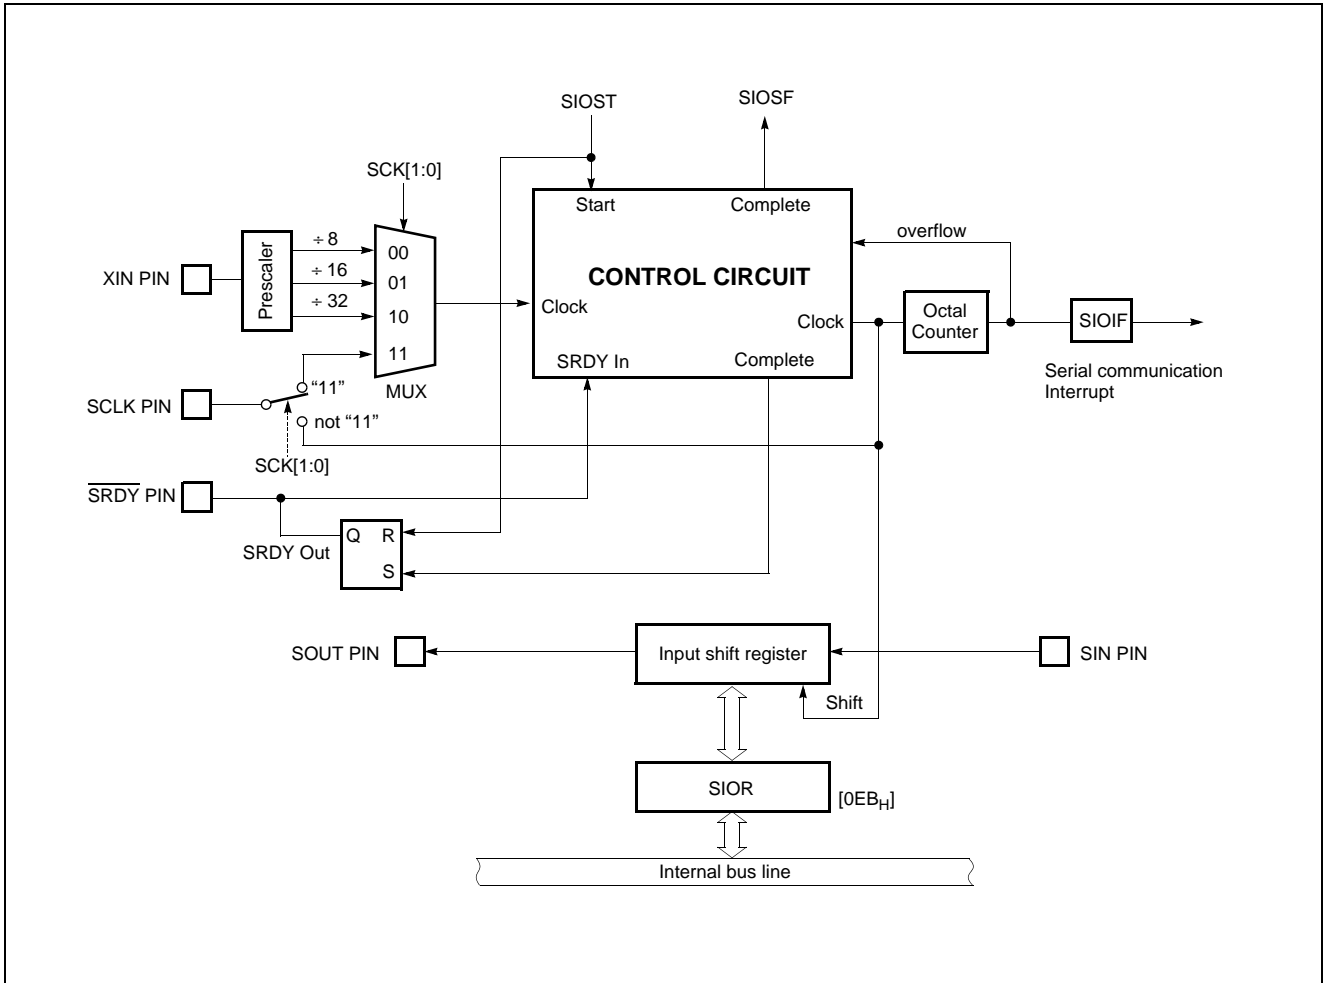 SIOST
SIOSF
SCK[1:0]
Start
Complete
÷ 8
overflow
00
XIN PIN
Prescaler
÷ 16
01
CONTROL CIRCUIT
÷ 32
10
Clock
Clock
Octal
Counter
SIOIF
11
SRDY In
Complete
Serial communication
Interrupt
MUX
"11"
SCLK PIN
not "11"
SCK[1:0]
SRDY PIN
Q R
SRDY Out
S
SOUT PIN
Input shift register
SIN PIN
Shift
SIOR
[0EBH]
Internal bus line